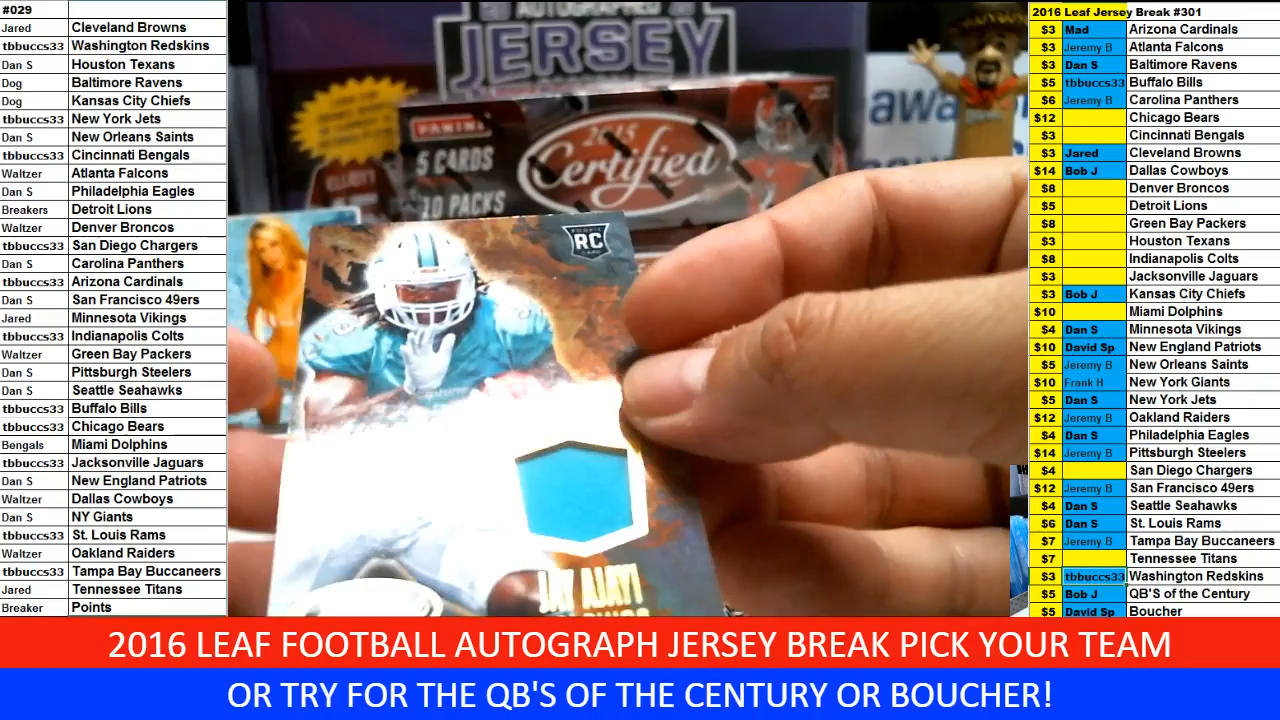 #029
Jared Cleveland Browns
tbbuccs33 Washington Redskins
Dan S Houston Texans
Dog Baltimore Ravens
Dog Kansas City Chiefs
tbbuccs33 New York Jets
Dan S New Orleans Saints
tbbuccs33 Cincinnati Bengals
Waltzer Atlanta Falcons
Dan S Philadelphia Eagles
Breakers Detroit Lions
Waltzer Denver Broncos
tbbuccs33 San Diego Chargers
Dan S Carolina Panthers
tbbuccs33 Arizona Cardinals
Dan S San Francisco 49ers
Jared Minnesota Vikings
tbbuccs33 Indianapolis Colts
Waltzer Green Bay Packers
Dan S Pittsburgh Steelers
Dan S Seattle Seahawks
tbbuccs33 Buffalo Bills
tbbuccs33 Chicago Bears
Bengals Miami Dolphins
tbbuccs33 Jacksonville Jaguars
Dan S New England Patriots
Waltzer Dallas Cowboys
Dan S NY Giants
tbbuccs33 St. Louis Rams
Waltzer Oakland Raiders
tbbuccs33 Tampa Bay Buccaneers
Jared Tennessee Titans
Breaker Points
AUTOGRAPHED
JERSEY
PANINI
5 CARDS
10 PACKS
2015
Certified
ROOKIE
RC
CARD
JAY AJAYI
2016 Leaf Jersey Break #301
$3 Mad Arizona Cardinals
$3 Jeremy B Atlanta Falcons
$3 Dan S Baltimore Ravens
$5 tbbuccs33 Buffalo Bills
$6 Jeremy B Carolina Panthers
$12 Chicago Bears
$3 Cincinnati Bengals
$3 Jared Cleveland Browns
$14 Bob J Dallas Cowboys
$8 Denver Broncos
$5 Detroit Lions
$8 Green Bay Packers
$3 Houston Texans
$8 Indianapolis Colts
$3 Jacksonville Jaguars
$3 Bob J Kansas City Chiefs
$10 Miami Dolphins
$4 Dan S Minnesota Vikings
$10 David Sp New England Patriots
$5 Jeremy B New Orleans Saints
$10 Frank H New York Giants
$5 Dan S New York Jets
$12 Jeremy B Oakland Raiders
$4 Dan S Philadelphia Eagles
$14 Jeremy B Pittsburgh Steelers
$4 San Diego Chargers
$12 Jeremy B San Francisco 49ers
$4 Dan S Seattle Seahawks
$6 Dan S St. Louis Rams
$7 Jeremy B Tampa Bay Buccaneers
$7 Tennessee Titans
$3 tbbuccs33 Washington Redskins
$5 Bob J QB'S of the Century
$5 David Sp Boucher
2016 LEAF FOOTBALL AUTOGRAPH JERSEY BREAK PICK YOUR TEAM
OR TRY FOR THE QB'S OF THE CENTURY OR BOUCHER!